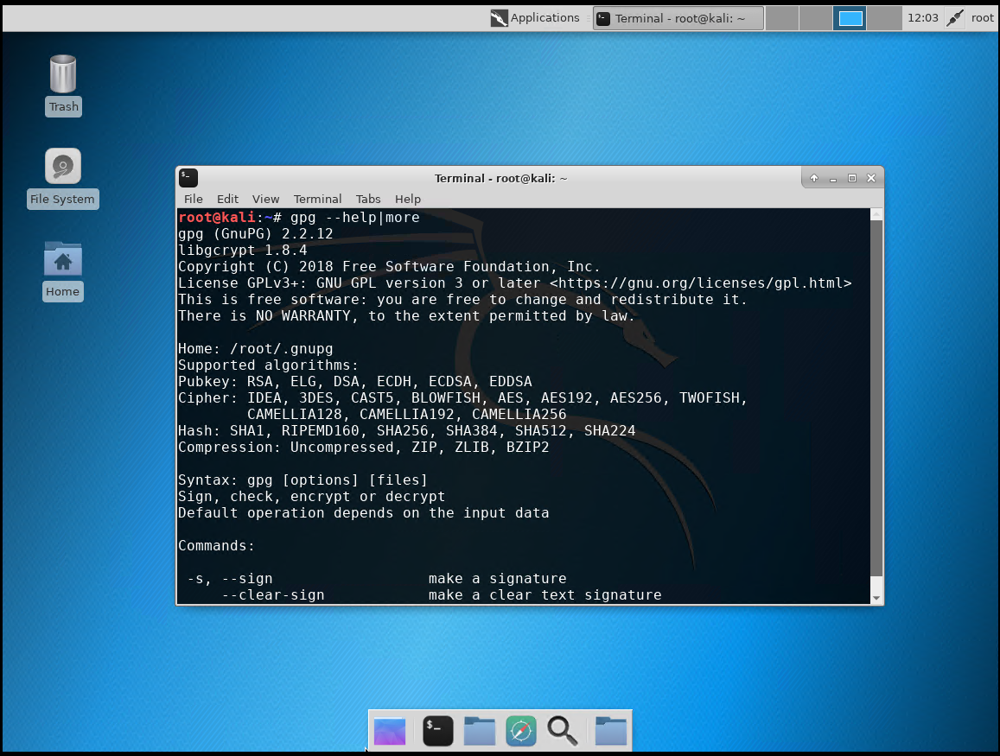 Applications
Terminal - root@kali: ~
12:03
root
Trash
File System
Home
$_
Terminal - root@kali: ~
File Edit View Terminal Tabs Help
root@kali:~# gpg --help|more
gpg (GnuPG) 2.2.12
libgcrypt 1.8.4
Copyright (C) 2018 Free Software Foundation, Inc.
License GPLv3+: GNU GPL version 3 or later <https://gnu.org/licenses/gpl.html>
This is free software: you are free to change and redistribute it.
There is NO WARRANTY, to the extent permitted by law.
Home: /root/.gnupg
Supported algorithms:
Pubkey: RSA, ELG, DSA, ECDH, ECDSA, EDDSA
Cipher: IDEA, 3DES, CAST5, BLOWFISH, AES, AES192, AES256, TWOFISH,
CAMELLIA128, CAMELLIA192, CAMELLIA256
Hash: SHA1, RIPEMD160, SHA256, SHA384, SHA512, SHA224
Compression: Uncompressed, ZIP, ZLIB, BZIP2
Syntax: gpg [options] [files]
Sign, check, encrypt or decrypt
Default operation depends on the input data
Commands:
-s, --sign make a signature
--clear-sign make a clear text signature
$_